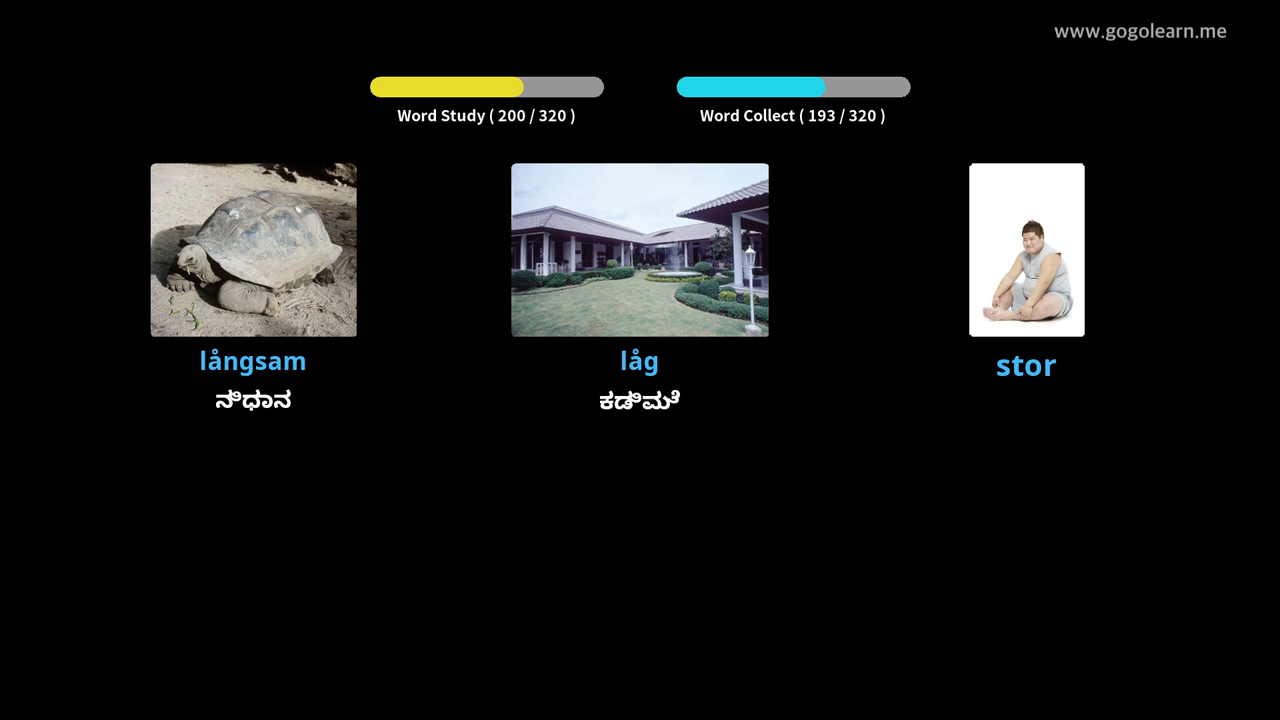 www.gogolearn.me
Word Study ( 200 / 320 )
Word Collect ( 193 / 320 )
långsam
låg
stor
ನಿಧಾನ
ಕಡಿಮೆ